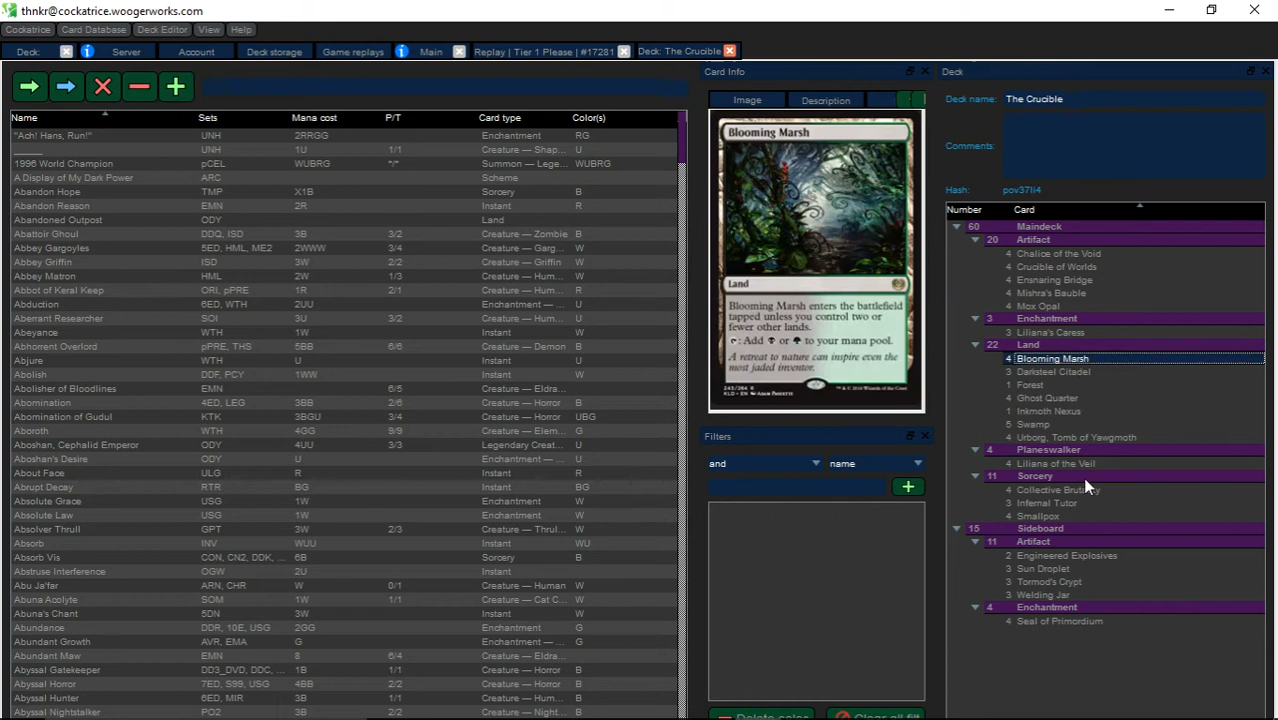 thnkr@cockatrice.woogerworks.com
Cockatrice Card Database Deck Editor View Help
Deck: Server Account Deck storage Game replays Main Replay | Tier 1 Please | #17281 Deck: The Crucible
Name Sets Mana cost P/T Card type Color(s)
"Ach! Hans, Run!" UNH 2RRGG Enchantment RG
UNH 1U 1/1 Creature — Shap... U
1996 World Champion pCEL WUBRG */* Summon — Lege... WUBRG
A Display of My Dark Power ARC Scheme
Abandon Hope TMP X1B Sorcery B
Abandon Reason EMN 2R Instant R
Abandoned Outpost ODY Land
Abattoir Ghoul DDQ, ISD 3B 3/2 Creature — Zombie B
Abbey Gargoyles 5ED, HML, ME2 2WWW 3/4 Creature — Garg... W
Abbey Griffin ISD 3W 2/2 Creature — Griffin W
Abbey Matron HML 2W 1/3 Creature — Hum... W
Abbot of Keral Keep ORI, pPRE 1R 2/1 Creature — Hum... R
Abduction 6ED, WTH 2UU Enchantment — ... U
Aberrant Researcher SOI 3U 3/2 Creature — Hum... U
Abeyance WTH 1W Instant W
Abhorrent Overlord pPRE, THS 5BB 6/6 Creature — Demon B
Abjure WTH U Instant U
Abolish DDF, PCY 1WW Instant W
Abolisher of Bloodlines EMN 6/5 Creature — Eldra...
Abomination 4ED, LEG 3BB 2/6 Creature — Horror B
Abomination of Gudul KTK 3BGU 3/4 Creature — Horror UBG
Aboroth WTH 4GG 9/9 Creature — Elem... G
Aboshan, Cephalid Emperor ODY 4UU 3/3 Legendary Creat... U
Aboshan's Desire ODY U Enchantment — ... U
About Face ULG R Instant R
Abrupt Decay RTR BG Instant BG
Absolute Grace USG 1W Enchantment W
Absolute Law USG 1W Enchantment W
Absolver Thrull GPT 3W 2/3 Creature — Thrul... W
Absorb INV WUU Instant WU
Absorb Vis CON, CN2, DDK, ... 6B Sorcery B
Abstruse Interference OGW 2U Instant
Abu Ja'far ARN, CHR W 0/1 Creature — Human W
Abuna Acolyte SOM 1W 1/1 Creature — Cat C... W
Abuna's Chant 5DN 3W Instant W
Abundance DDR, 10E, USG 2GG Enchantment G
Abundant Growth AVR, EMA G Enchantment — ... G
Abundant Maw EMN 8 6/4 Creature — Eldra...
Abyssal Gatekeeper DD3_DVD, DDC, ... 1B 1/1 Creature — Horror B
Abyssal Horror 7ED, S99, USG 4BB 2/2 Creature — Horror B
Abyssal Hunter 6ED, MIR 3B 1/1 Creature — Hum... B
Abyssal Nightstalker PO2 3B 2/2 Creature — Night... B
Card Info
Image Description
Blooming Marsh
Land
Blooming Marsh enters the battlefield
tapped unless you control two or
fewer other lands.
: Add or to your mana pool.
A retreat to nature can inspire even the
most jaded inventor.
Filters
and name
Delete color Clear all filt
Deck
Deck name: The Crucible
Comments:
Hash: pov37li4
Number Card
60 Maindeck
20 Artifact
4 Chalice of the Void
4 Crucible of Worlds
4 Ensnaring Bridge
4 Mishra's Bauble
4 Mox Opal
3 Enchantment
3 Liliana's Caress
22 Land
4 Blooming Marsh
3 Darksteel Citadel
1 Forest
4 Ghost Quarter
1 Inkmoth Nexus
5 Swamp
4 Urborg, Tomb of Yawgmoth
4 Planeswalker
4 Liliana of the Veil
11 Sorcery
4 Collective Brutality
3 Infernal Tutor
4 Smallpox
15 Sideboard
11 Artifact
2 Engineered Explosives
3 Sun Droplet
3 Tormod's Crypt
3 Welding Jar
4 Enchantment
4 Seal of Primordium